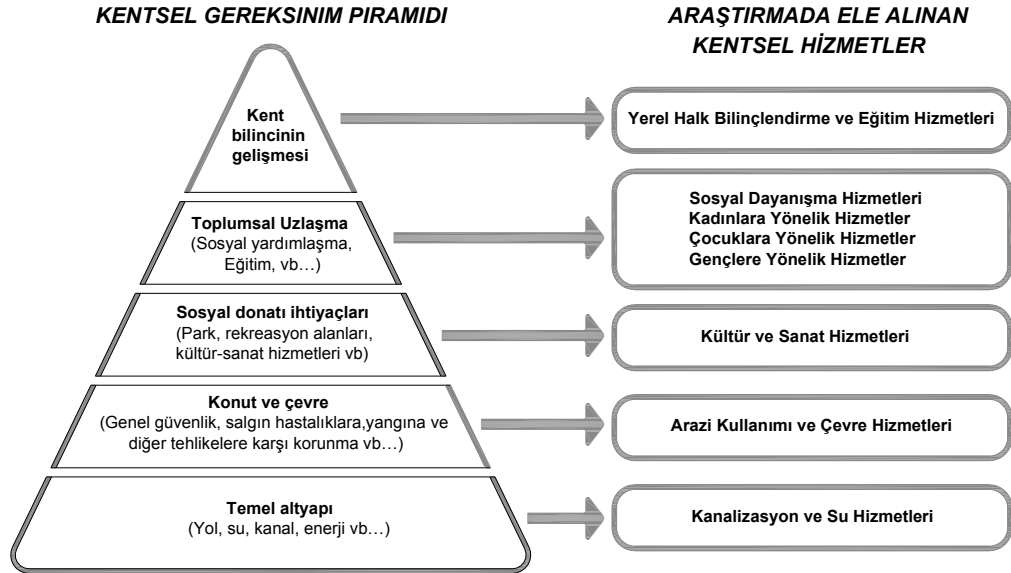 KENTSEL GEREKSINIM PIRAMIDI
ARAŞTIRMADA ELE ALINAN
KENTSEL HİZMETLER
Kent
bilincinin
gelişmesi
Yerel Halk Bilinçlendirme ve Eğitim Hizmetleri
Toplumsal Uzlaşma
(Sosyal yardımlaşma,
Eğitim, vb…)
Sosyal Dayanışma Hizmetleri
Kadınlara Yönelik Hizmetler
Çocuklara Yönelik Hizmetler
Gençlere Yönelik Hizmetler
Sosyal donatı ihtiyaçları
(Park, rekreasyon alanları,
kültür-sanat hizmetleri vb)
Kültür ve Sanat Hizmetleri
Konut ve çevre
(Genel güvenlik, salgın hastalıklara,yangına ve
diğer tehlikelere karşı korunma vb…)
Arazi Kullanımı ve Çevre Hizmetleri
Temel altyapı
(Yol, su, kanal, enerji vb…)
Kanalizasyon ve Su Hizmetleri